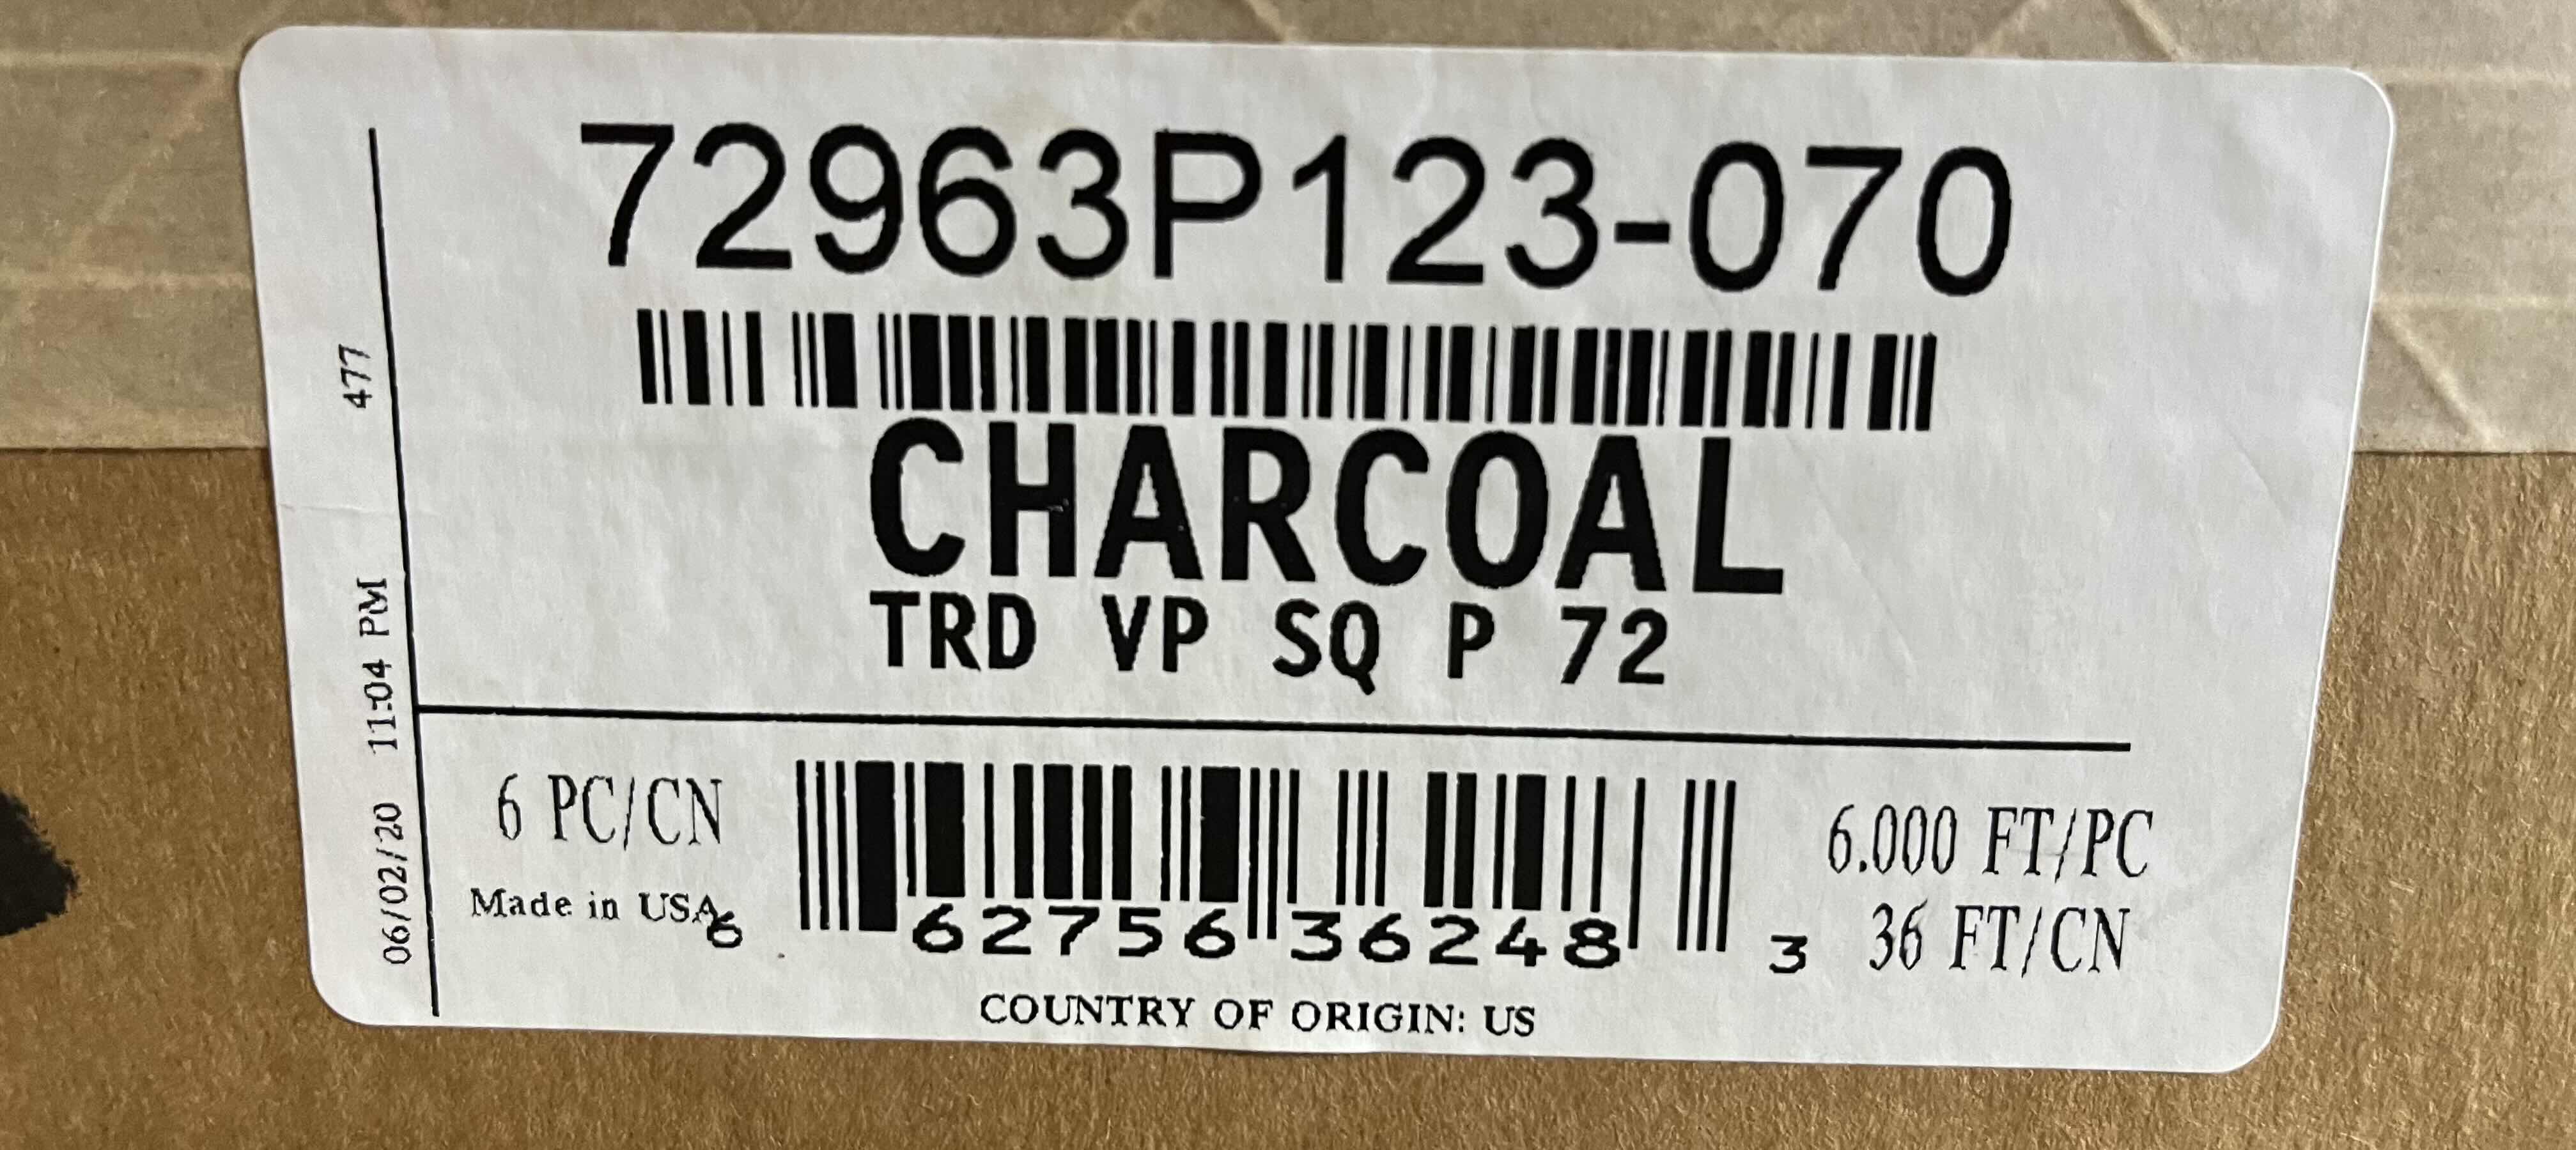 72963P123-070
CHARCOAL
TRD VP SQ P 72
6 PC/CN
Made in USA
6 62756 36248 3
6.000 FT/PC
36 FT/CN
COUNTRY OF ORIGIN: US
06/02/20 11:04 PM 477